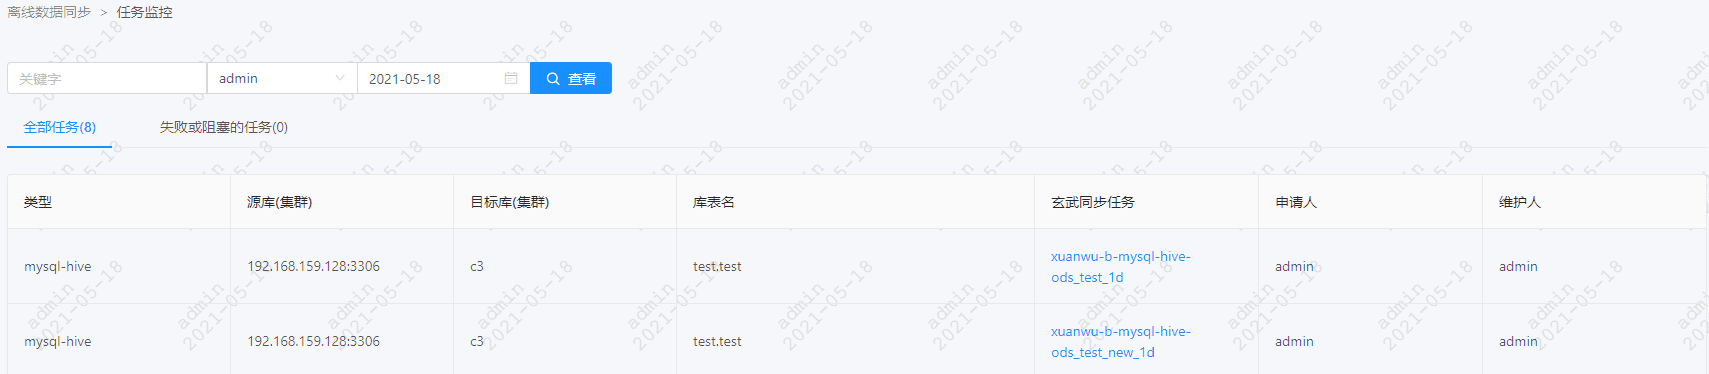 离线数据同步 > 任务监控
关键字 admin 2021-05-18 查看
全部任务(8) 失败或阻塞的任务(0)
类型 源库(集群) 目标库(集群) 库表名 玄武同步任务 申请人 维护人
mysql-hive 192.168.159.128:3306 c3 test.test xuanwu-b-mysql-hive-
ods_test_1d admin admin
mysql-hive 192.168.159.128:3306 c3 test.test xuanwu-b-mysql-hive-
ods_test_new_1d admin admin
admin
2021-05-18